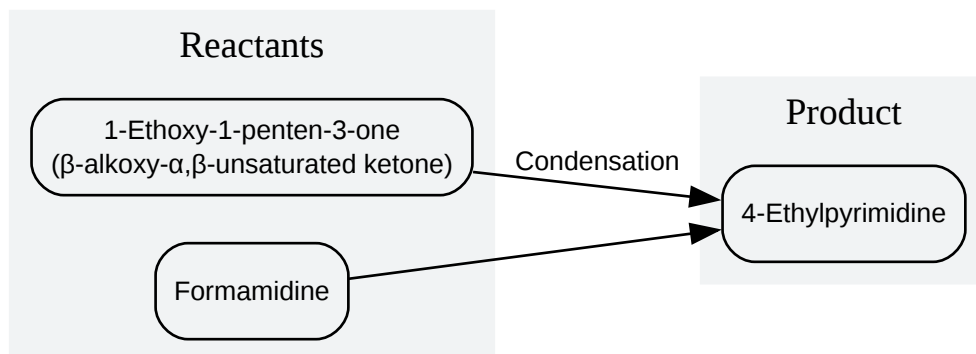 Reactants
1-Ethoxy-1-penten-3-one
(β-alkoxy-α,β-unsaturated ketone)
Formamidine
Condensation
Product
4-Ethylpyrimidine